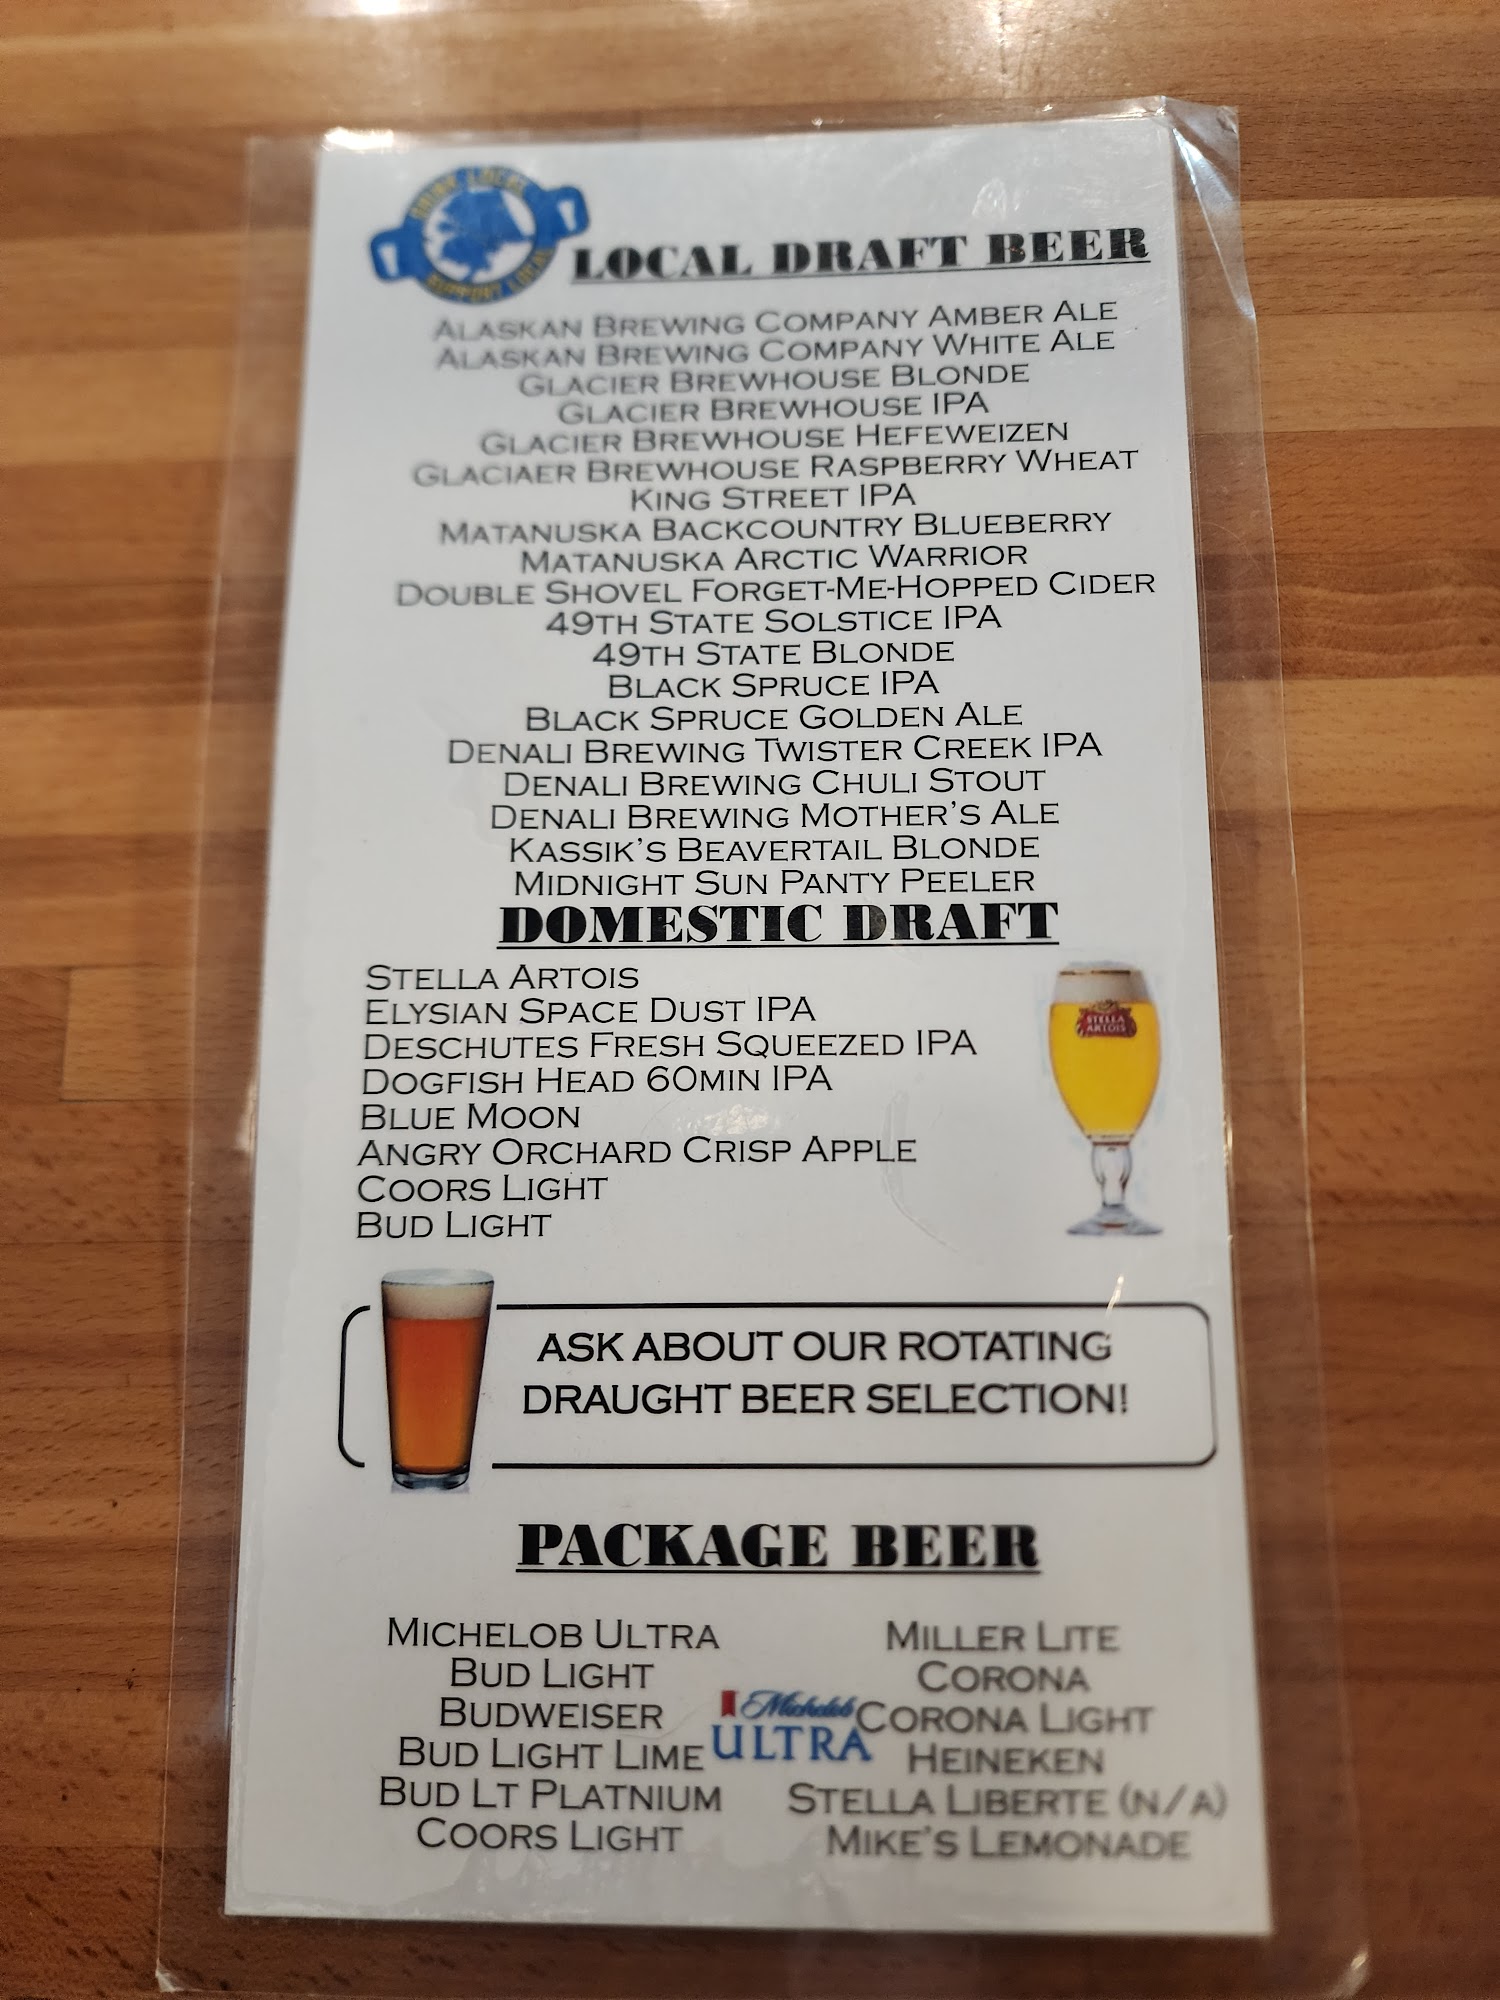 DRINK LOCAL
SUPPORT LOCAL
LOCAL DRAFT BEER
ALASKAN BREWING COMPANY AMBER ALE
ALASKAN BREWING COMPANY WHITE ALE
GLACIER BREWHOUSE BLONDE
GLACIER BREWHOUSE IPA
GLACIER BREWHOUSE HEFEWEIZEN
GLACIAER BREWHOUSE RASPBERRY WHEAT
KING STREET IPA
MATANUSKA BACKCOUNTRY BLUEBERRY
MATANUSKA ARCTIC WARRIOR
DOUBLE SHOVEL FORGET-ME-HOPPED CIDER
49TH STATE SOLSTICE IPA
49TH STATE BLONDE
BLACK SPRUCE IPA
BLACK SPRUCE GOLDEN ALE
DENALI BREWING TWISTER CREEK IPA
DENALI BREWING CHULI STOUT
DENALI BREWING MOTHER'S ALE
KASSIK'S BEAVERTAIL BLONDE
MIDNIGHT SUN PANTY PEELER
DOMESTIC DRAFT
STELLA ARTOIS
ELYSIAN SPACE DUST IPA
DESCHUTES FRESH SQUEEZED IPA
DOGFISH HEAD 60MIN IPA
BLUE MOON
ANGRY ORCHARD CRISP APPLE
COORS LIGHT
BUD LIGHT
STELLA
ARTOIS
ASK ABOUT OUR ROTATING
DRAUGHT BEER SELECTION!
PACKAGE BEER
MICHELOB ULTRA
BUD LIGHT
BUDWEISER
BUD LIGHT LIME
BUD LT PLATNIUM
COORS LIGHT
Michelob
ULTRA
MILLER LITE
CORONA
CORONA LIGHT
HEINEKEN
STELLA LIBERTE (N/A)
MIKE'S LEMONADE